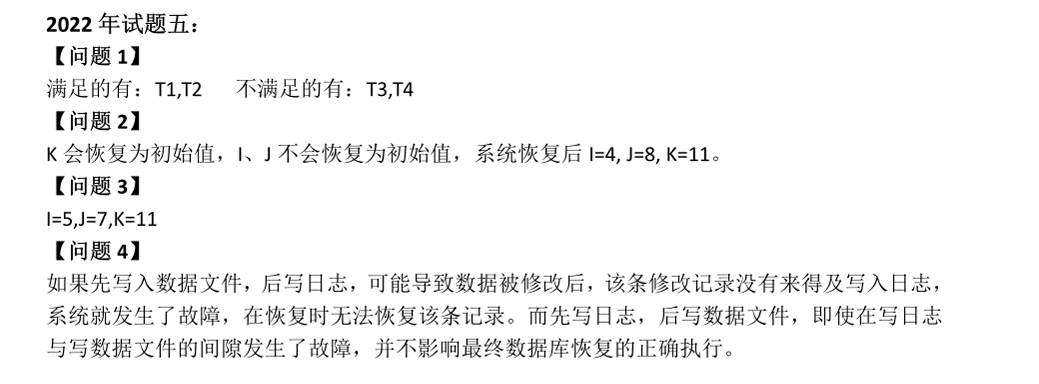 2022 年试题五：
【问题 1】
满足的有：T1,T2 不满足的有：T3,T4
【问题 2】
K 会恢复为初始值，I、J 不会恢复为初始值，系统恢复后 I=4, J=8, K=11。
【问题 3】
I=5,J=7,K=11
【问题 4】
如果先写入数据文件，后写日志，可能导致数据被修改后，该条修改记录没有来得及写入日志，
系统就发生了故障，在恢复时无法恢复该条记录。而先写日志，后写数据文件，即使在写日志
与写数据文件的间隙发生了故障，并不影响最终数据库恢复的正确执行。